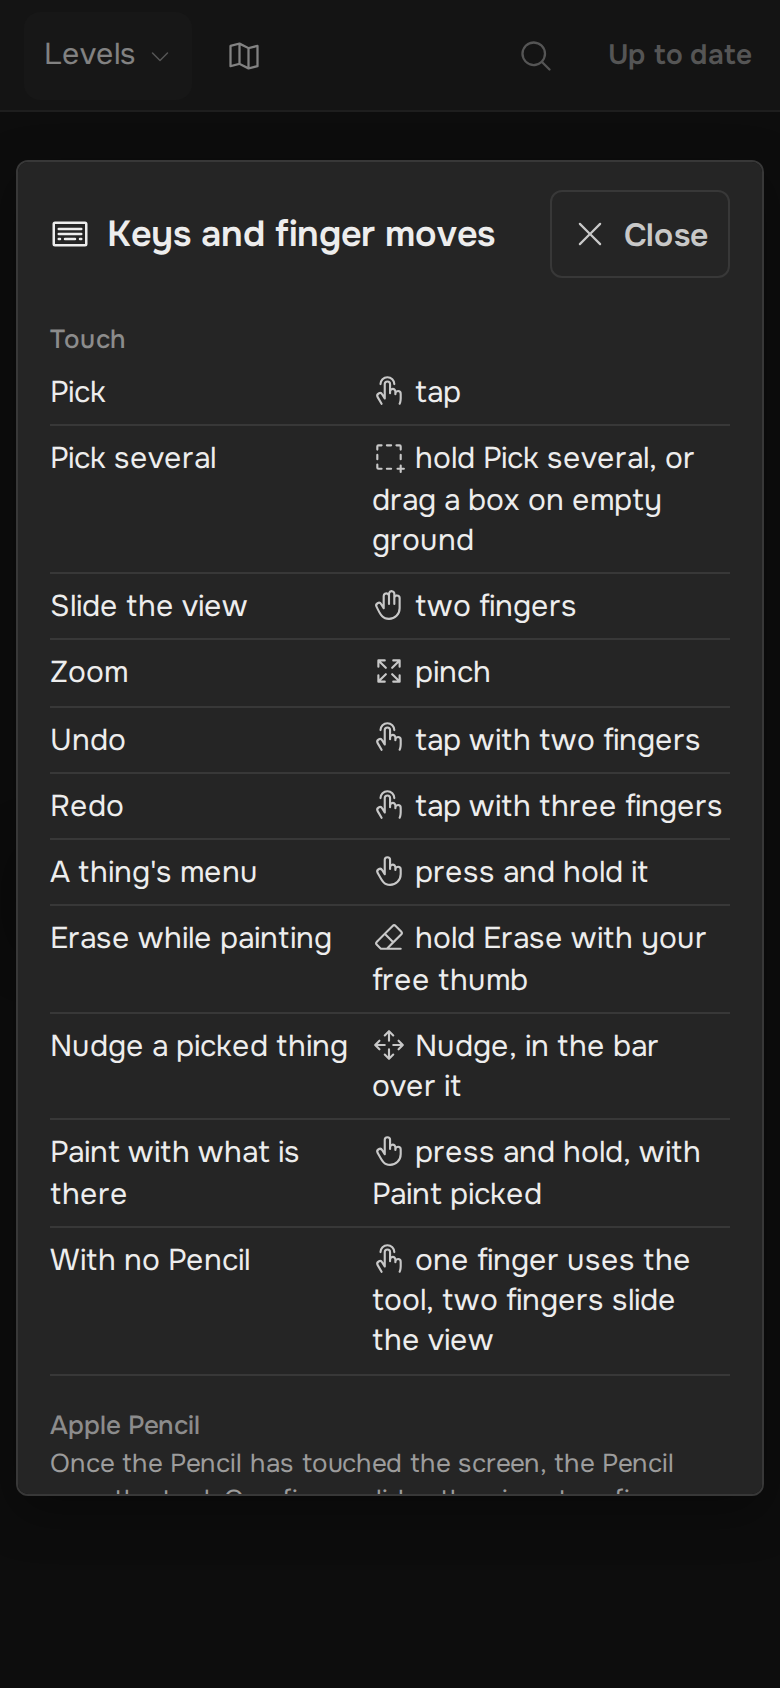 Levels
Up to date
Keys and finger moves
Close
Touch
Pick
tap
Pick several
hold Pick several, or
drag a box on empty
ground
Slide the view
two fingers
Zoom
pinch
Undo
tap with two fingers
Redo
tap with three fingers
A thing's menu
press and hold it
Erase while painting
hold Erase with your
free thumb
Nudge a picked thing
Nudge, in the bar
over it
Paint with what is
there
press and hold, with
Paint picked
With no Pencil
one finger uses the
tool, two fingers slide
the view
Apple Pencil
Once the Pencil has touched the screen, the Pencil